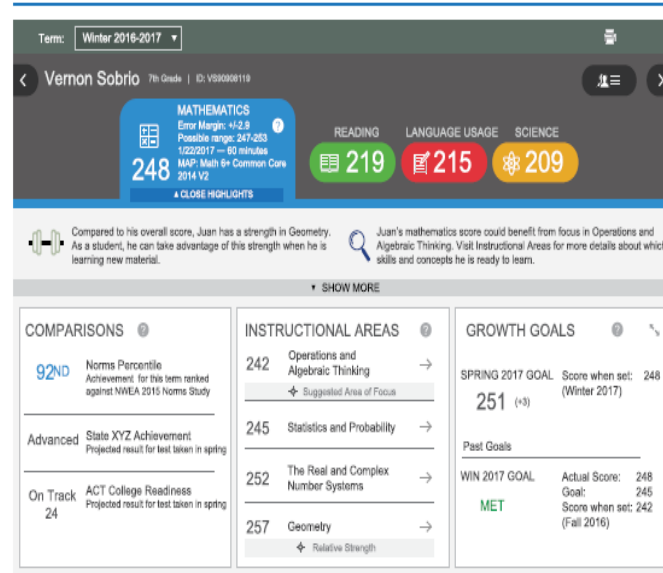 Term: Winter 2016-2017
Vernon Sobrio 7th Grade | ID: VS90908119
MATHEMATICS
Error Margin: +/-2.9
Possible range: 247-253
1/22/2017 — 60 minutes
MAP: Math 6+ Common Core
2014 V2
248
▲ CLOSE HIGHLIGHTS
READING
219
LANGUAGE USAGE
215
SCIENCE
209
Compared to his overall score, Juan has a strength in Geometry.
As a student, he can take advantage of this strength when he is
learning new material.
Juan's mathematics score could benefit from focus in Operations and
Algebraic Thinking. Visit Instructional Areas for more details about which
skills and concepts he is ready to learn.
▼ SHOW MORE
COMPARISONS
92ND
Norms Percentile
Achievement for this term ranked
against NWEA 2015 Norms Study
Advanced
State XYZ Achievement
Projected result for test taken in spring
On Track
24
ACT College Readiness
Projected result for test taken in spring
INSTRUCTIONAL AREAS
242 Operations and
Algebraic Thinking
Suggested Area of Focus
245 Statistics and Probability
252 The Real and Complex
Number Systems
257 Geometry
Relative Strength
GROWTH GOALS
SPRING 2017 GOAL
251 (+3)
Score when set: 248
(Winter 2017)
Past Goals
WIN 2017 GOAL
MET
Actual Score: 248
Goal: 245
Score when set: 242
(Fall 2016)